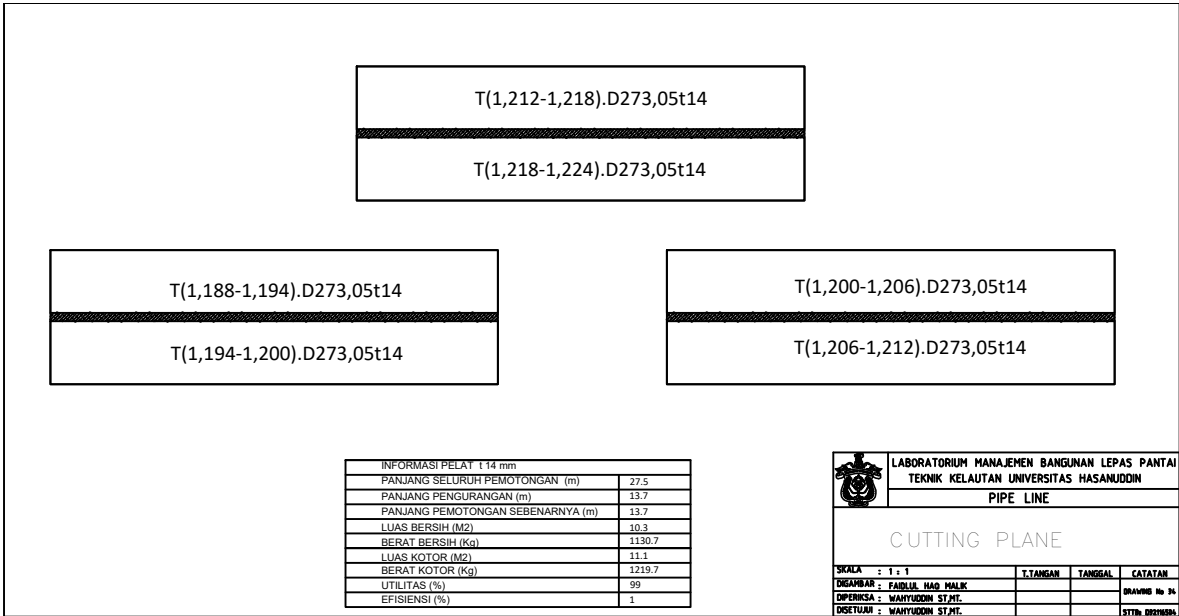 T(1,212-1,218).D273,05t14
T(1,218-1,224).D273,05t14
T(1,188-1,194).D273,05t14
T(1,194-1,200).D273,05t14
T(1,200-1,206).D273,05t14
T(1,206-1,212).D273,05t14
INFORMASI PELAT t 14 mm
PANJANG SELURUH PEMOTONGAN (m) 27.5
PANJANG PENGURANGAN (m) 13.7
PANJANG PEMOTONGAN SEBENARNYA (m) 13.7
LUAS BERSIH (M2) 10.3
BERAT BERSIH (Kg) 1130.7
LUAS KOTOR (M2) 11.1
BERAT KOTOR (Kg) 1219.7
UTILITAS (%) 99
EFISIENSI (%) 1
LABORATORIUM MANAJEMEN BANGUNAN LEPAS PANTAI
TEKNIK KELAUTAN UNIVERSITAS HASANUDDIN
PIPE LINE
CUTTING PLANE
SKALA : 1 : 1 T.TANGAN TANGGAL CATATAN
DIGAMBAR : FAIDLUL HAQ MALIK
DRAWING No 34
DIPERIKSA : WAHYUDDIN ST,MT.
DISETUJUI : WAHYUDDIN ST,MT.